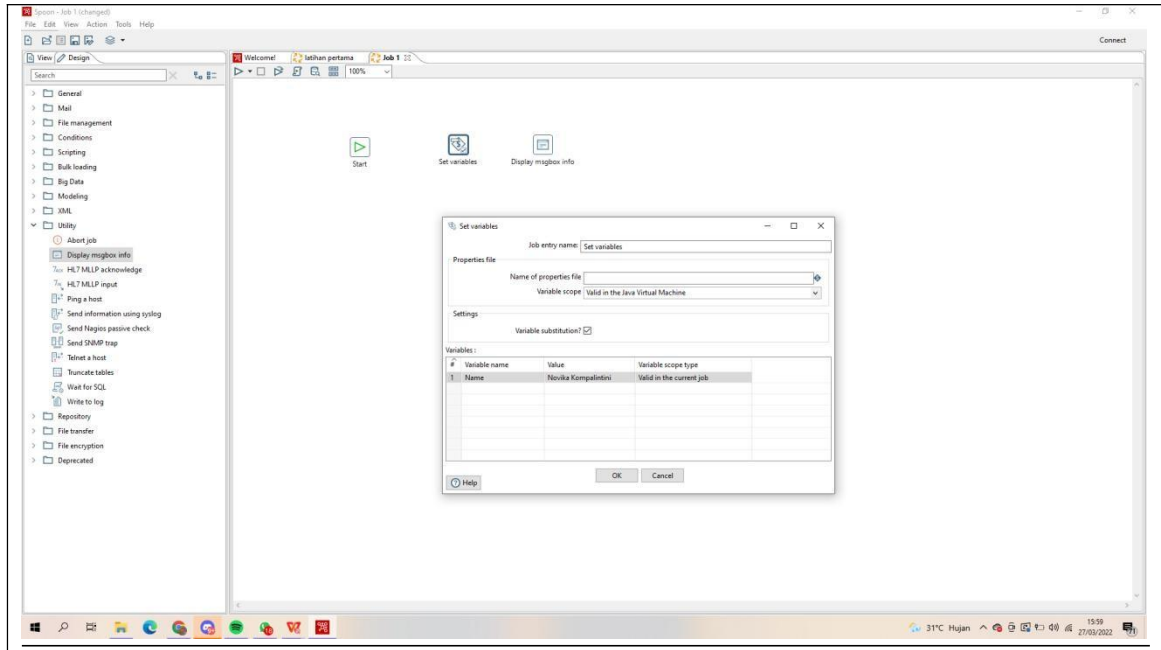 Spoon - Job 1 (changed)
File Edit View Action Tools Help
Connect
View Design
Welcome! latihan pertama Job 1
Search
100%
General
Mail
File management
Conditions
Scripting
Bulk loading
Big Data
Modeling
XML
Utility
Abort job
Display msgbox info
HL7 MLLP acknowledge
HL7 MLLP input
Ping a host
Send information using syslog
Send Nagios passive check
Send SNMP trap
Telnet a host
Truncate tables
Wait for SQL
Write to log
Repository
File transfer
File encryption
Deprecated
Start
Set variables
Display msgbox info
Set variables
Job entry name: Set variables
Properties file
Name of properties file
Variable scope Valid in the Java Virtual Machine
Settings
Variable substitution?
Variables :
# Variable name Value Variable scope type
1 Name Novika Kompalintini Valid in the current job
OK Cancel
Help
31°C Hujan
15:59
27/03/2022